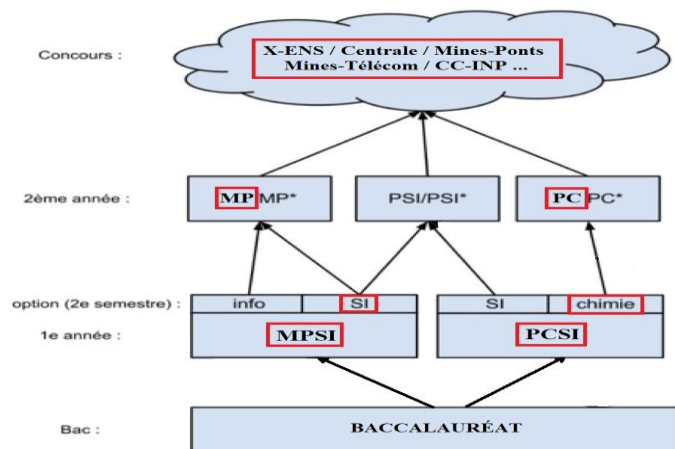 Concours :
X-ENS / Centrale / Mines-Ponts
Mines-Télécom / CC-INP ...
2ème année :
MP/MP*
PSI/PSI*
PC/PC*
option (2e semestre) :
info
SI
SI
chimie
1e année :
MPSI
PCSI
Bac :
BACCALAURÉAT